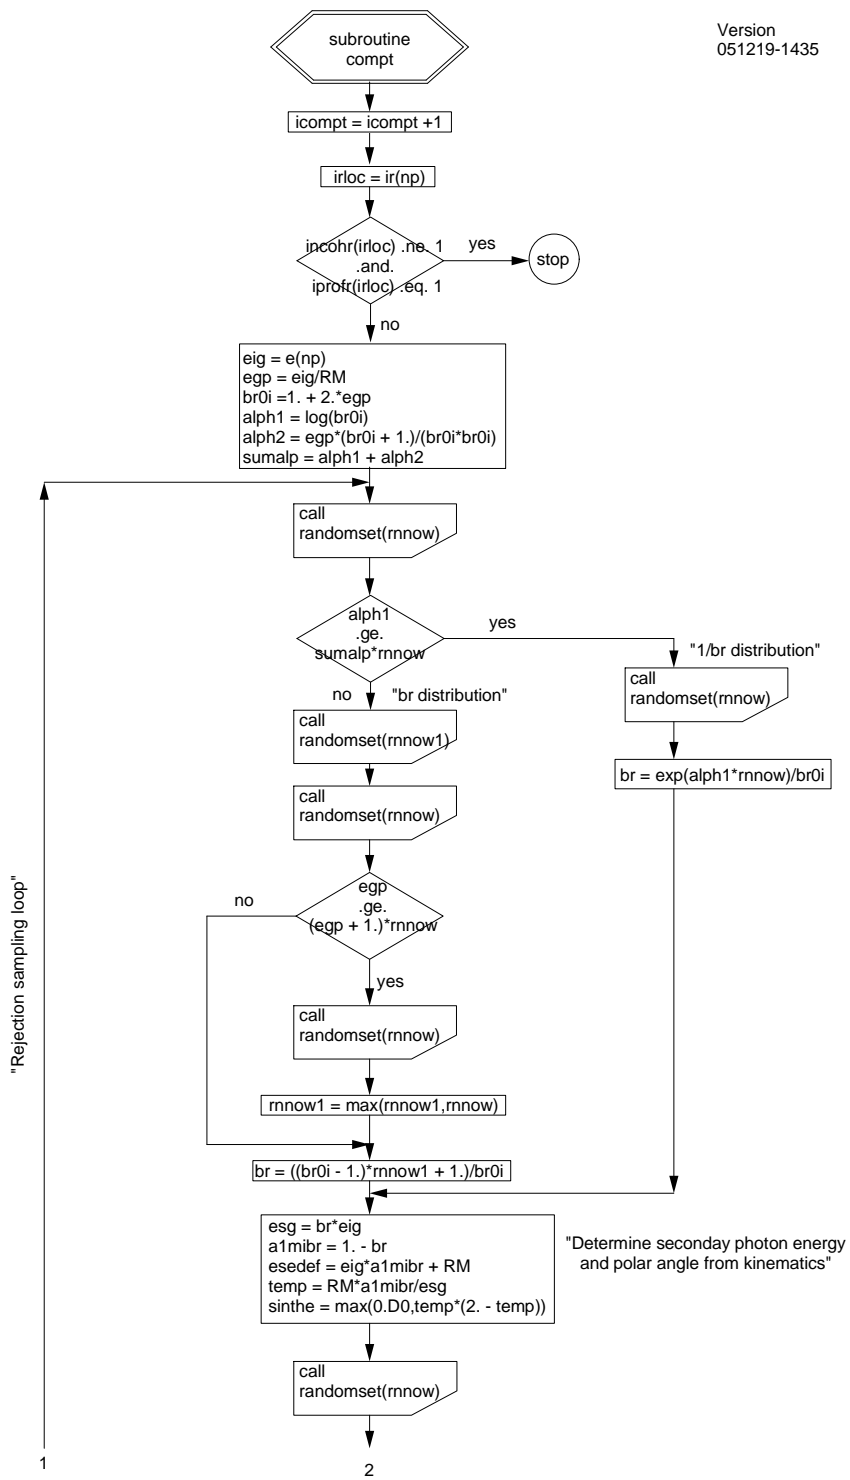 subroutine
compt
Version
051219-1435
icompt = icompt +1
irloc = ir(np)
incohr(irloc) .ne. 1
.and.
iprofr(irloc) .eq. 1
yes
stop
no
eig = e(np)
egp = eig/RM
br0i =1. + 2.*egp
alph1 = log(br0i)
alph2 = egp*(br0i + 1.)/(br0i*br0i)
sumalp = alph1 + alph2
call
randomset(rnnow)
alph1
.ge.
sumalp*rnnow
yes
"1/br distribution"
call
randomset(rnnow)
br = exp(alph1*rnnow)/br0i
no
"br distribution"
call
randomset(rnnow1)
call
randomset(rnnow)
egp
.ge.
(egp + 1.)*rnnow
no
yes
call
randomset(rnnow)
rnnow1 = max(rnnow1,rnnow)
br = ((br0i - 1.)*rnnow1 + 1.)/br0i
"Rejection sampling loop"
esg = br*eig
a1mibr = 1. - br
esedef = eig*a1mibr + RM
temp = RM*a1mibr/esg
sinthe = max(0.D0,temp*(2. - temp))
"Determine seconday photon energy
and polar angle from kinematics"
call
randomset(rnnow)
1
2